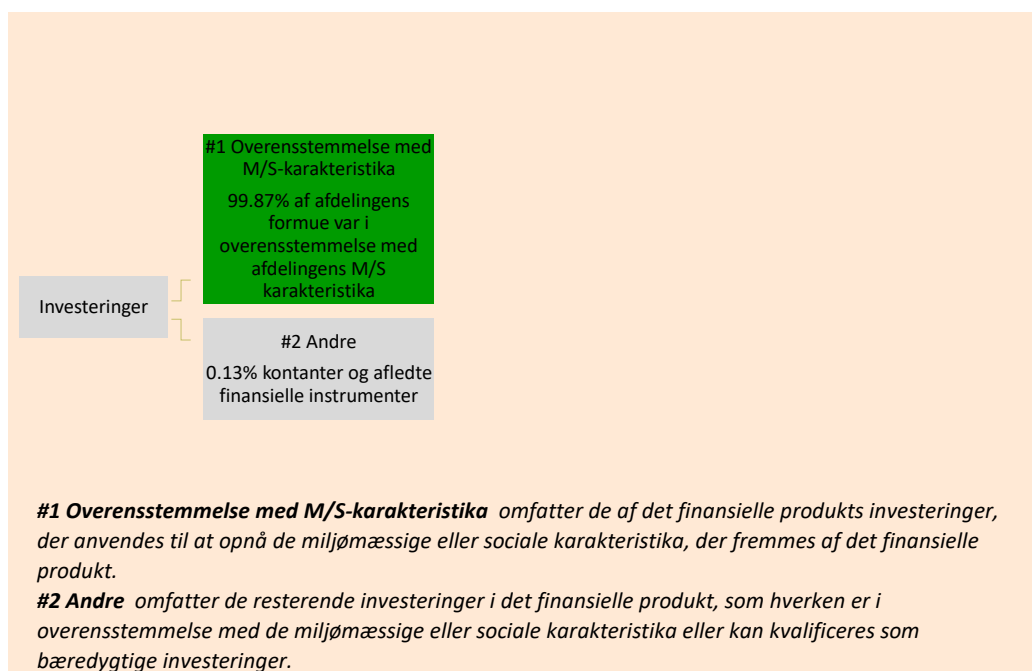 #1 Overensstemmelse med
M/S-karakteristika
99.87% af afdelingens
formue var i
overensstemmelse med
afdelingens M/S
karakteristika
Investeringer
#2 Andre
0.13% kontanter og afledte
finansielle instrumenter
#1 Overensstemmelse med M/S-karakteristika omfatter de af det finansielle produkts investeringer,
der anvendes til at opnå de miljømæssige eller sociale karakteristika, der fremmes af det finansielle
produkt.
#2 Andre omfatter de resterende investeringer i det finansielle produkt, som hverken er i
overensstemmelse med de miljømæssige eller sociale karakteristika eller kan kvalificeres som
bæredygtige investeringer.